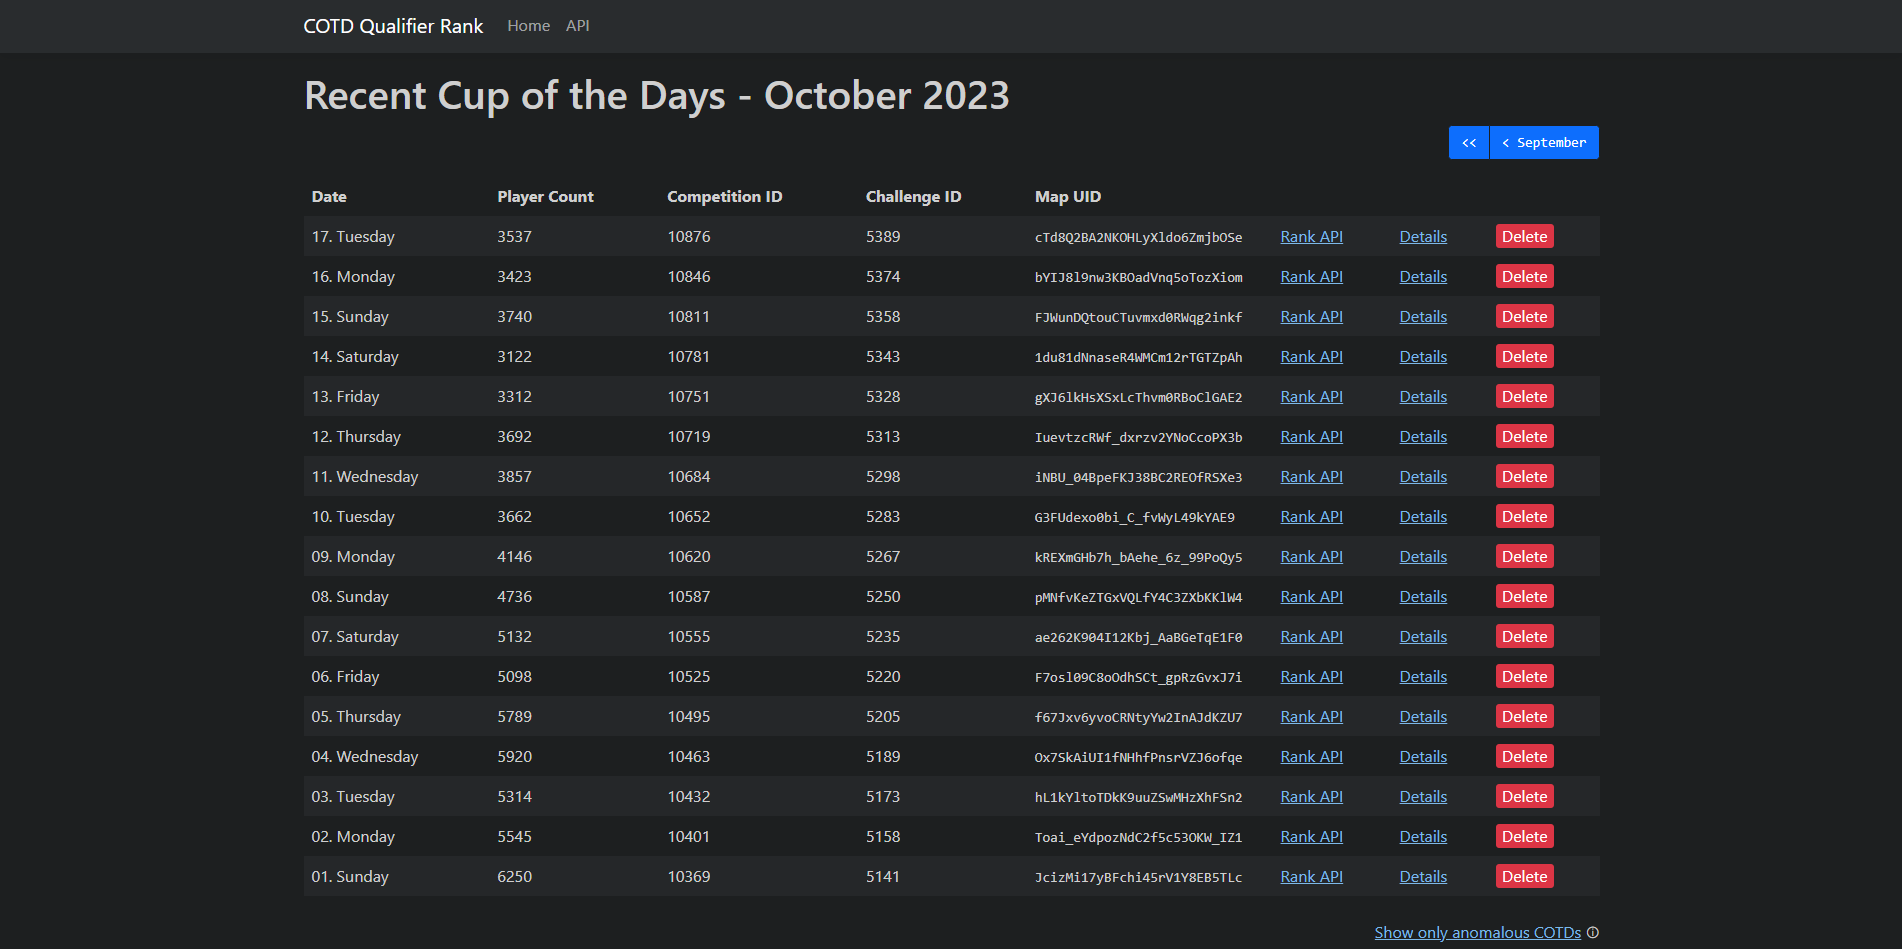 COTD Qualifier Rank Home API
Recent Cup of the Days - October 2023
<< < September
Date Player Count Competition ID Challenge ID Map UID
17. Tuesday 3537 10876 5389 cTd8Q2BA2NKOHLyXldo6ZmjbOSe Rank API Details Delete
16. Monday 3423 10846 5374 bYIJ8l9nw3KBOadVnq5oTozXiom Rank API Details Delete
15. Sunday 3740 10811 5358 FJWunDQtouCTuvmxd0RWqg2inkf Rank API Details Delete
14. Saturday 3122 10781 5343 1du81dNnaseR4WMCm12rTGTZpAh Rank API Details Delete
13. Friday 3312 10751 5328 gXJ6lkHsXSxLcThvm0RBoClGAE2 Rank API Details Delete
12. Thursday 3692 10719 5313 IuevtzcRWf_dxrzv2YNoCcoPX3b Rank API Details Delete
11. Wednesday 3857 10684 5298 iNBU_04BpeFKJ38BC2REOfRSXe3 Rank API Details Delete
10. Tuesday 3662 10652 5283 G3FUdexo0bi_C_fvWyL49kYAE9 Rank API Details Delete
09. Monday 4146 10620 5267 kREXmGHb7h_bAehe_6z_99PoQy5 Rank API Details Delete
08. Sunday 4736 10587 5250 pMNfvKeZTGxVQLfY4C3ZXbKKlW4 Rank API Details Delete
07. Saturday 5132 10555 5235 ae262K904I12Kbj_AaBGeTqE1F0 Rank API Details Delete
06. Friday 5098 10525 5220 F7osl09C8oOdhSCt_gpRzGvxJ7i Rank API Details Delete
05. Thursday 5789 10495 5205 f67Jxv6yvoCRNtyYw2InAJdKZU7 Rank API Details Delete
04. Wednesday 5920 10463 5189 Ox7SkAiUI1fNHhfPnsrVZJ6ofqe Rank API Details Delete
03. Tuesday 5314 10432 5173 hL1kYltoTDkK9uuZSwMHzXhFSn2 Rank API Details Delete
02. Monday 5545 10401 5158 Toai_eYdpozNdC2f5c53OKW_IZ1 Rank API Details Delete
01. Sunday 6250 10369 5141 JcizMi17yBFchi45rV1Y8EB5TLc Rank API Details Delete
Show only anomalous COTDs